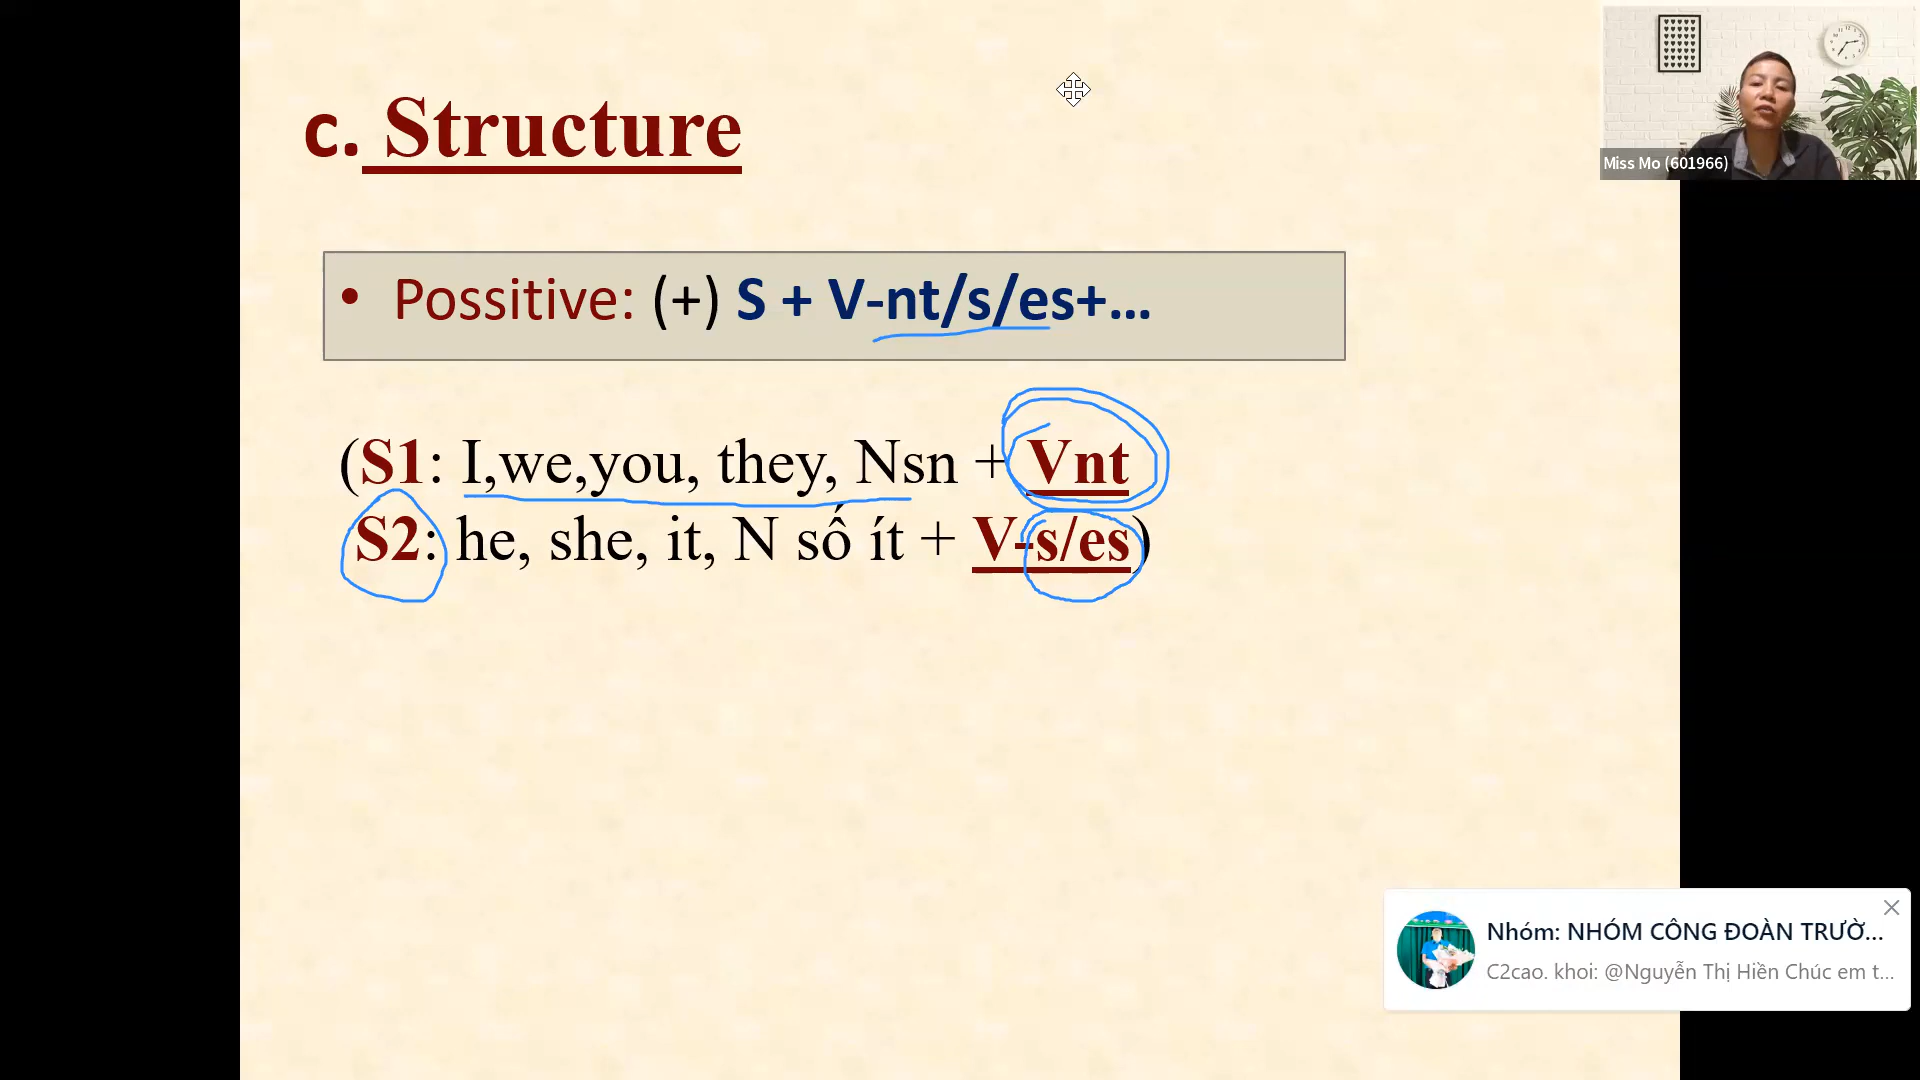 c. Structure
Miss Mo (601966)
• Possitive: (+) S + V-nt/s/es+...
(S1: I,we,you, they, Nsn + Vnt
S2: he, she, it, N số ít + V-s/es)
Nhóm: NHÓM CÔNG ĐOÀN TRƯỜ...
C2cao. khoi: @Nguyễn Thị Hiền Chúc em t...